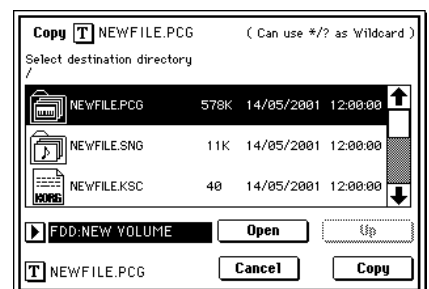 Copy T NEWFILE.PCG ( Can use */? as Wildcard )
Select destination directory
/
NEWFILE.PCG 578K 14/05/2001 12:00:00
NEWFILE.SNG 11K 14/05/2001 12:00:00
NEWFILE.KSC 40 14/05/2001 12:00:00
KORG
FDD:NEW VOLUME Open Up
T NEWFILE.PCG Cancel Copy